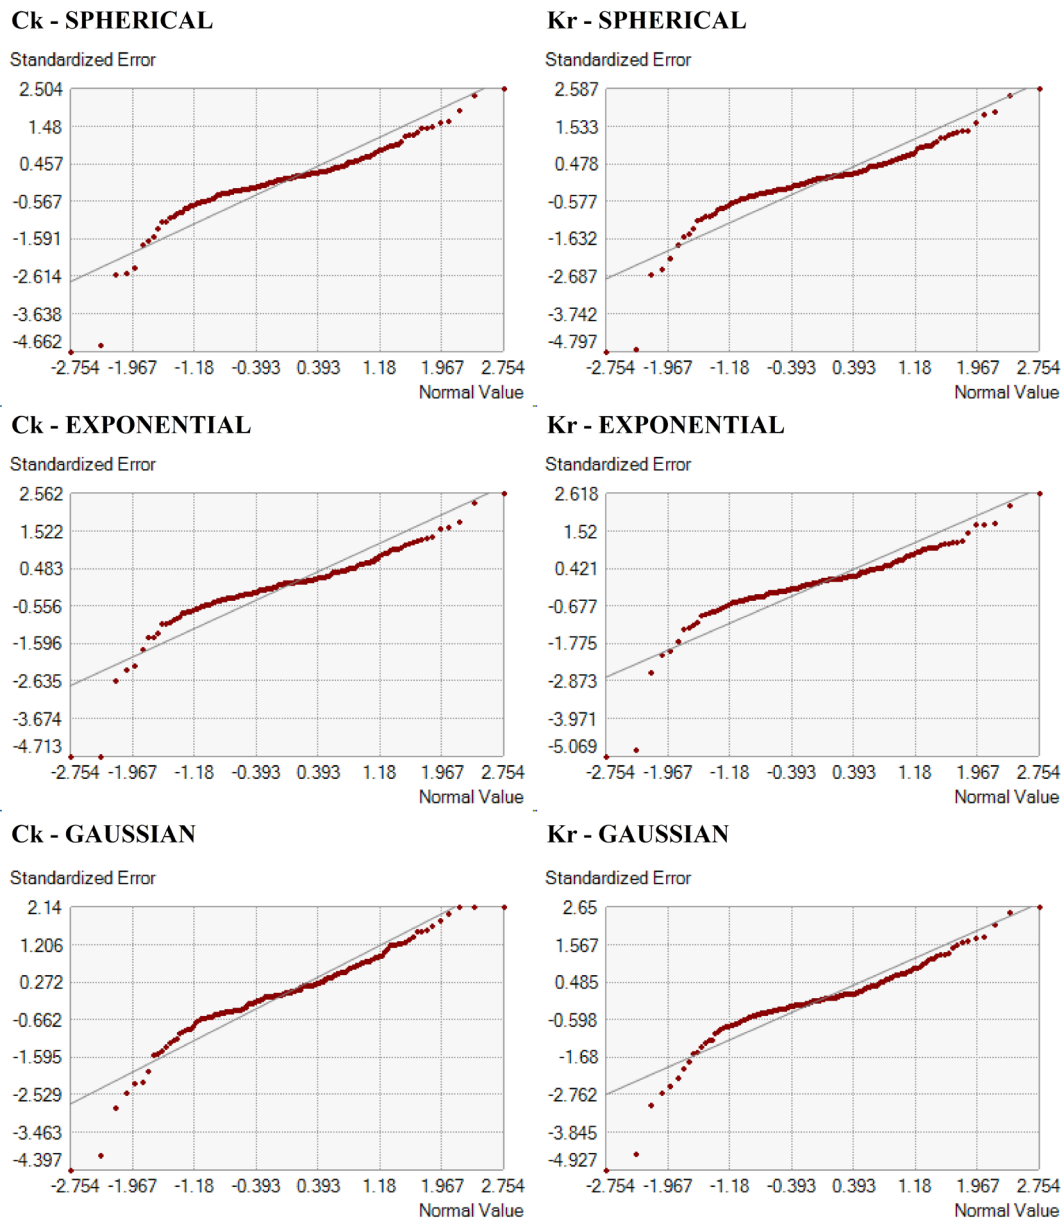 Ck - SPHERICAL
Standardized Error
2.504
1.48
0.457
-0.567
-1.591
-2.614
-3.638
-4.662
-2.754 -1.967 -1.18 -0.393 0.393 1.18 1.967 2.754
Normal Value
Kr - SPHERICAL
Standardized Error
2.587
1.533
0.478
-0.577
-1.632
-2.687
-3.742
-4.797
-2.754 -1.967 -1.18 -0.393 0.393 1.18 1.967 2.754
Normal Value
Ck - EXPONENTIAL
Standardized Error
2.562
1.522
0.483
-0.556
-1.596
-2.635
-3.674
-4.713
-2.754 -1.967 -1.18 -0.393 0.393 1.18 1.967 2.754
Normal Value
Kr - EXPONENTIAL
Standardized Error
2.618
1.52
0.421
-0.677
-1.775
-2.873
-3.971
-5.069
-2.754 -1.967 -1.18 -0.393 0.393 1.18 1.967 2.754
Normal Value
Ck - GAUSSIAN
Standardized Error
2.14
1.206
0.272
-0.662
-1.595
-2.529
-3.463
-4.397
-2.754 -1.967 -1.18 -0.393 0.393 1.18 1.967 2.754
Normal Value
Kr - GAUSSIAN
Standardized Error
2.65
1.567
0.485
-0.598
-1.68
-2.762
-3.845
-4.927
-2.754 -1.967 -1.18 -0.393 0.393 1.18 1.967 2.754
Normal Value